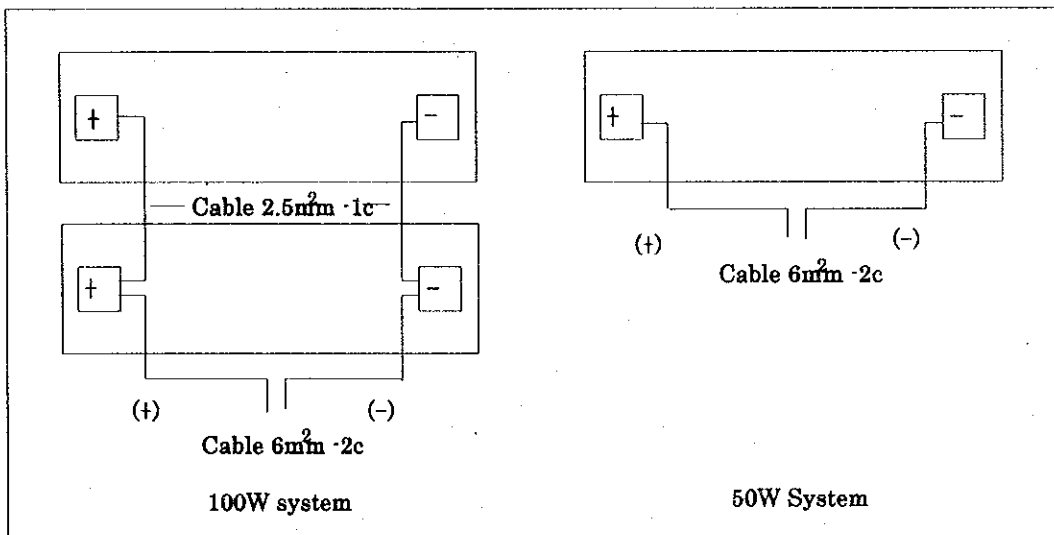 + -
Cable 2.5mm² -1c
+ -
(+) (-)
Cable 6mm² -2c
100W system
+ -
(+) (-)
Cable 6mm² -2c
50W System